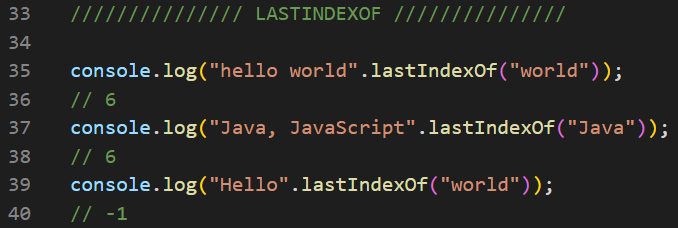 33 /////////////// LASTINDEXOF ///////////////
34
35 console.log("hello world".lastIndexOf("world"));
36 // 6
37 console.log("Java, JavaScript".lastIndexOf("Java"));
38 // 6
39 console.log("Hello".lastIndexOf("world"));
40 // -1